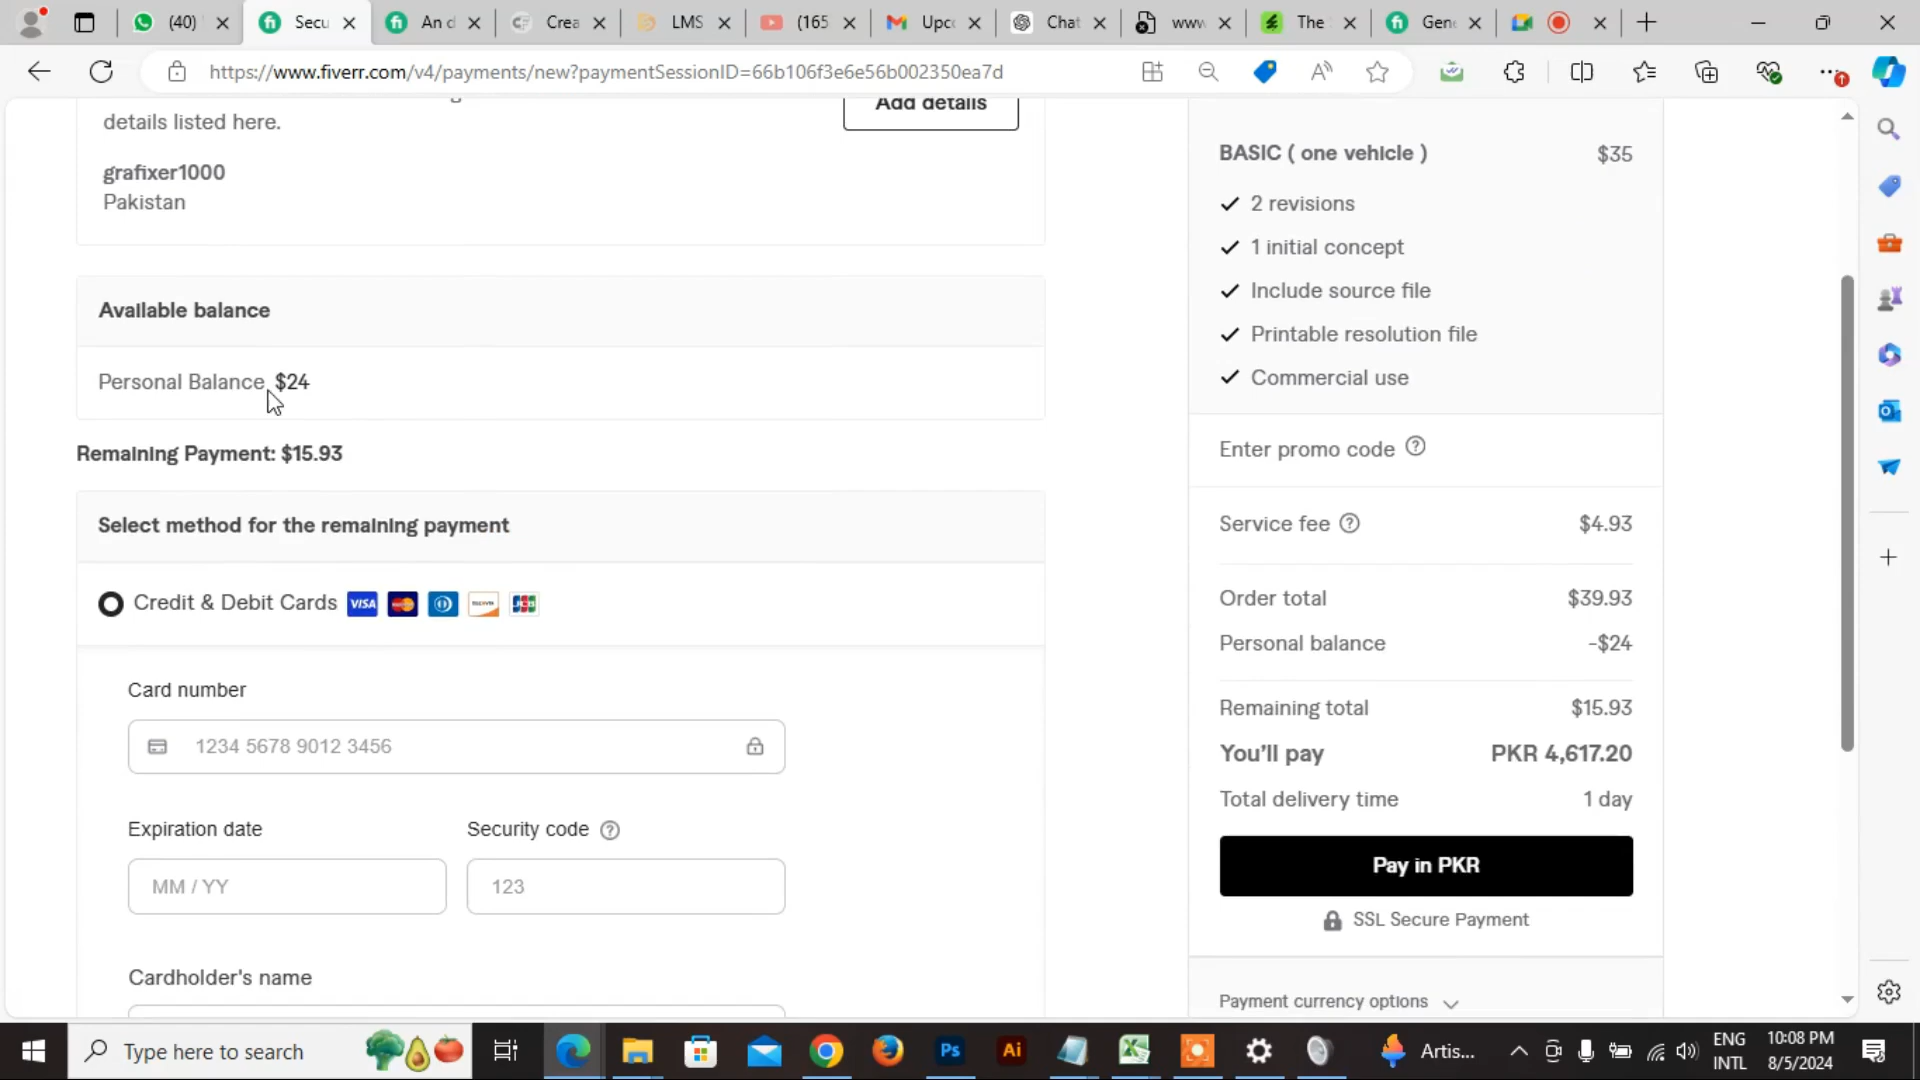 (40)
Secu
An d
Crea
LMS
(165
Upco
Chat
www
The
Gene
https://www.fiverr.com/v4/payments/new?paymentSessionID=66b106f3e6e56b002350ea7d
details listed here.
Add details
grafixer1000
Pakistan
Available balance
Personal Balance $24
Remaining Payment: $15.93
Select method for the remaining payment
Credit & Debit Cards VISA
Card number
1234 5678 9012 3456
Expiration date
Security code
MM / YY
123
Cardholder's name
BASIC ( one vehicle ) $35
2 revisions
1 initial concept
Include source file
Printable resolution file
Commercial use
Enter promo code
Service fee $4.93
Order total $39.93
Personal balance -$24
Remaining total $15.93
You'll pay PKR 4,617.20
Total delivery time 1 day
Pay in PKR
SSL Secure Payment
Payment currency options
Type here to search
Ps
Ai
Artis...
ENG
INTL
10:08 PM
8/5/2024